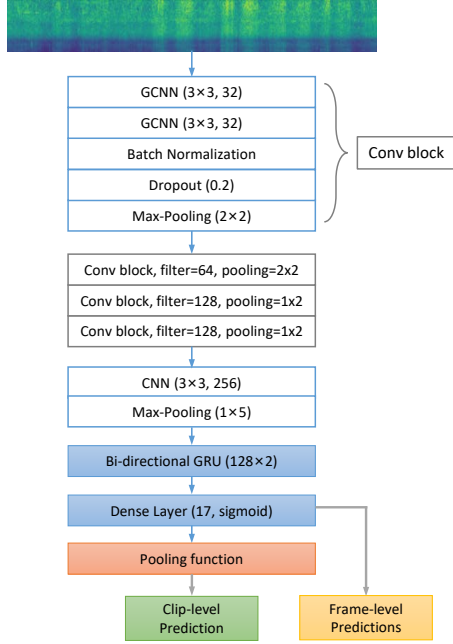 GCNN (3×3, 32)
GCNN (3×3, 32)
Batch Normalization
Dropout (0.2)
Max-Pooling (2×2)
Conv block
Conv block, filter=64, pooling=2x2
Conv block, filter=128, pooling=1x2
Conv block, filter=128, pooling=1x2
CNN (3×3, 256)
Max-Pooling (1×5)
Bi-directional GRU (128×2)
Dense Layer (17, sigmoid)
Pooling function
Clip-level
Prediction
Frame-level
Predictions